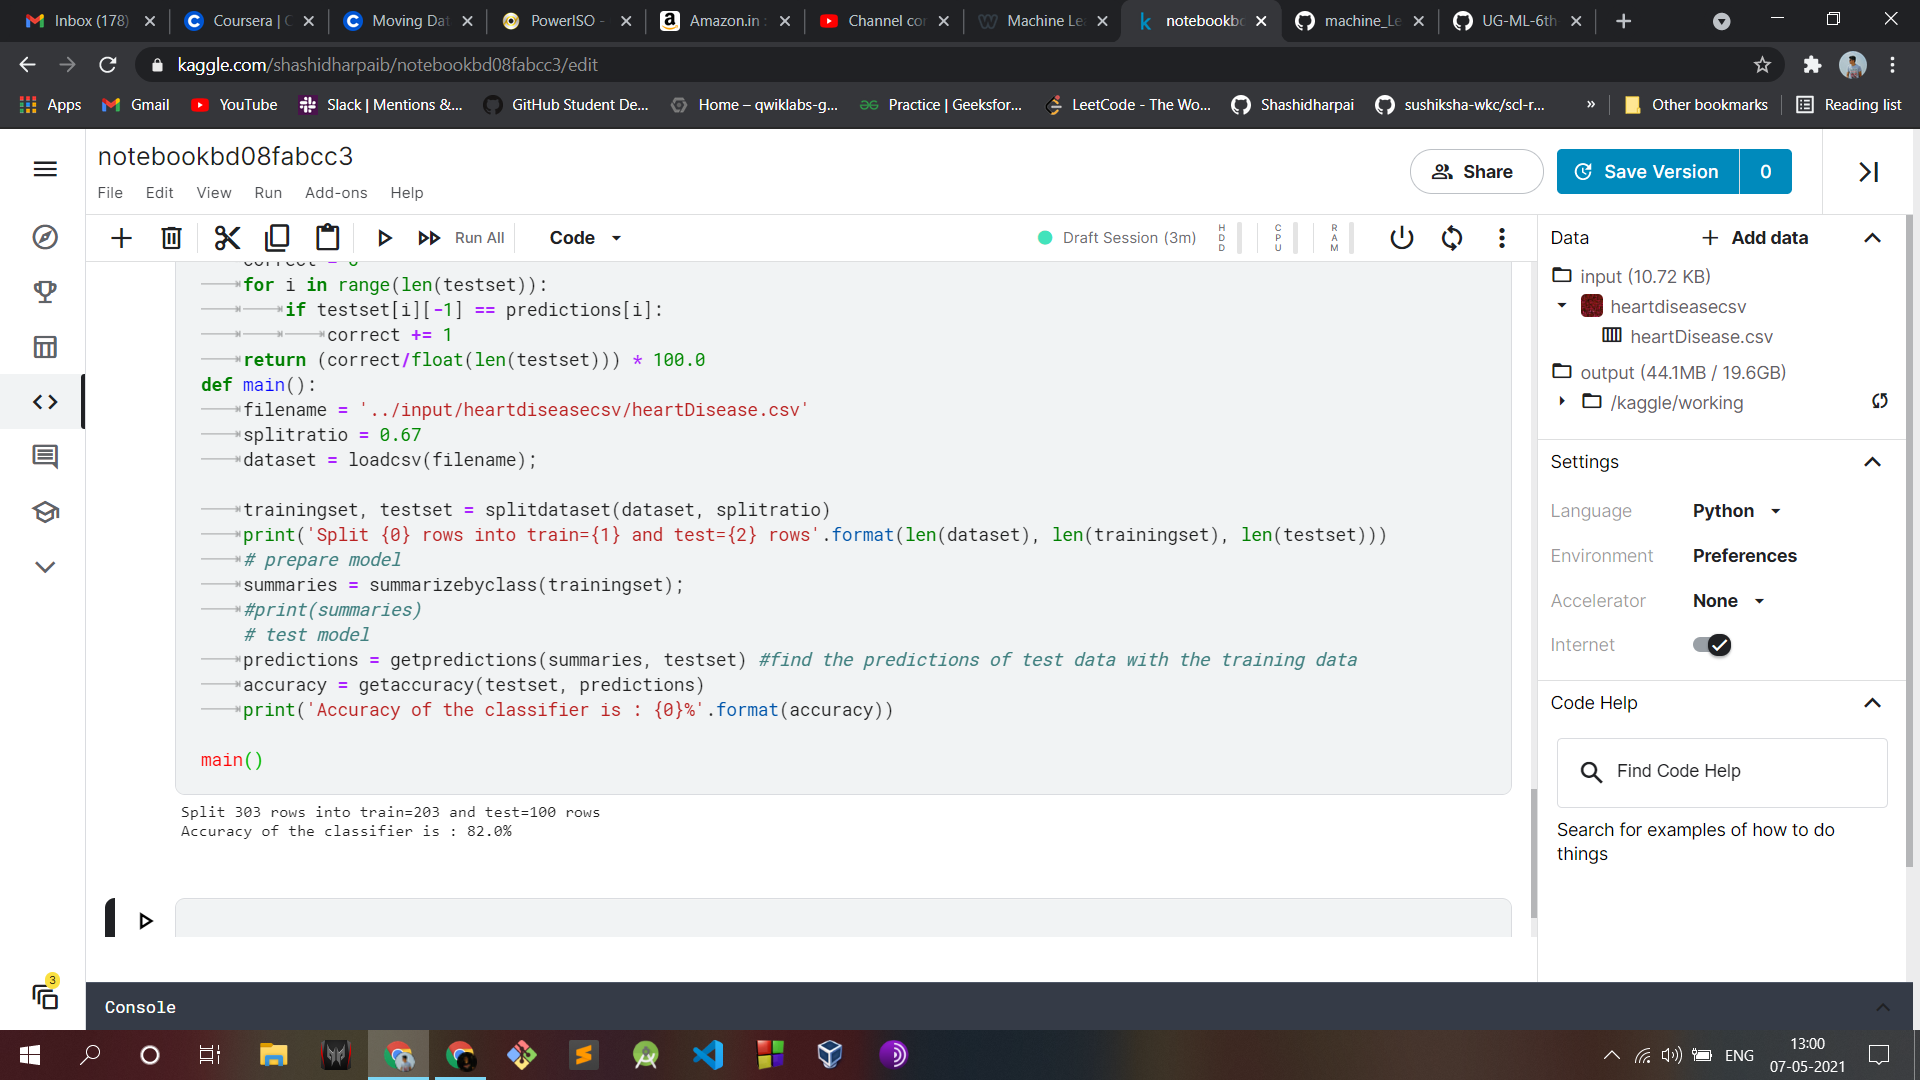 Inbox (178)
Coursera | C
Moving Dat
PowerISO -
Amazon.in :
Channel cor
Machine Le
notebookbd
machine_Le
UG-ML-6th
kaggle.com/shashidharpaib/notebookbd08fabcc3/edit
Apps
Gmail
YouTube
Slack | Mentions &...
GitHub Student De...
Home – qwiklabs-g...
Practice | Geeksfor...
LeetCode - The Wo...
Shashidharpai
sushiksha-wkc/scl-r...
»
Other bookmarks
Reading list
notebookbd08fabcc3
File Edit View Run Add-ons Help
Share
Save Version 0
Run All
Code
Draft Session (3m)
HDD
CPU
RAM
for i in range(len(testset)):
if testset[i][-1] == predictions[i]:
correct += 1
return (correct/float(len(testset))) * 100.0
def main():
filename = '../input/heartdiseasecsv/heartDisease.csv'
splitratio = 0.67
dataset = loadcsv(filename);
trainingset, testset = splitdataset(dataset, splitratio)
print('Split {0} rows into train={1} and test={2} rows'.format(len(dataset), len(trainingset), len(testset)))
# prepare model
summaries = summarizebyclass(trainingset);
#print(summaries)
# test model
predictions = getpredictions(summaries, testset) #find the predictions of test data with the training data
accuracy = getaccuracy(testset, predictions)
print('Accuracy of the classifier is : {0}%'.format(accuracy))
main()
Split 303 rows into train=203 and test=100 rows
Accuracy of the classifier is : 82.0%
Data
+ Add data
input (10.72 KB)
heartdiseasecsv
heartDisease.csv
output (44.1MB / 19.6GB)
/kaggle/working
Settings
Language Python
Environment Preferences
Accelerator None
Internet
Code Help
Find Code Help
Search for examples of how to do
things
3
Console
ENG
13:00
07-05-2021